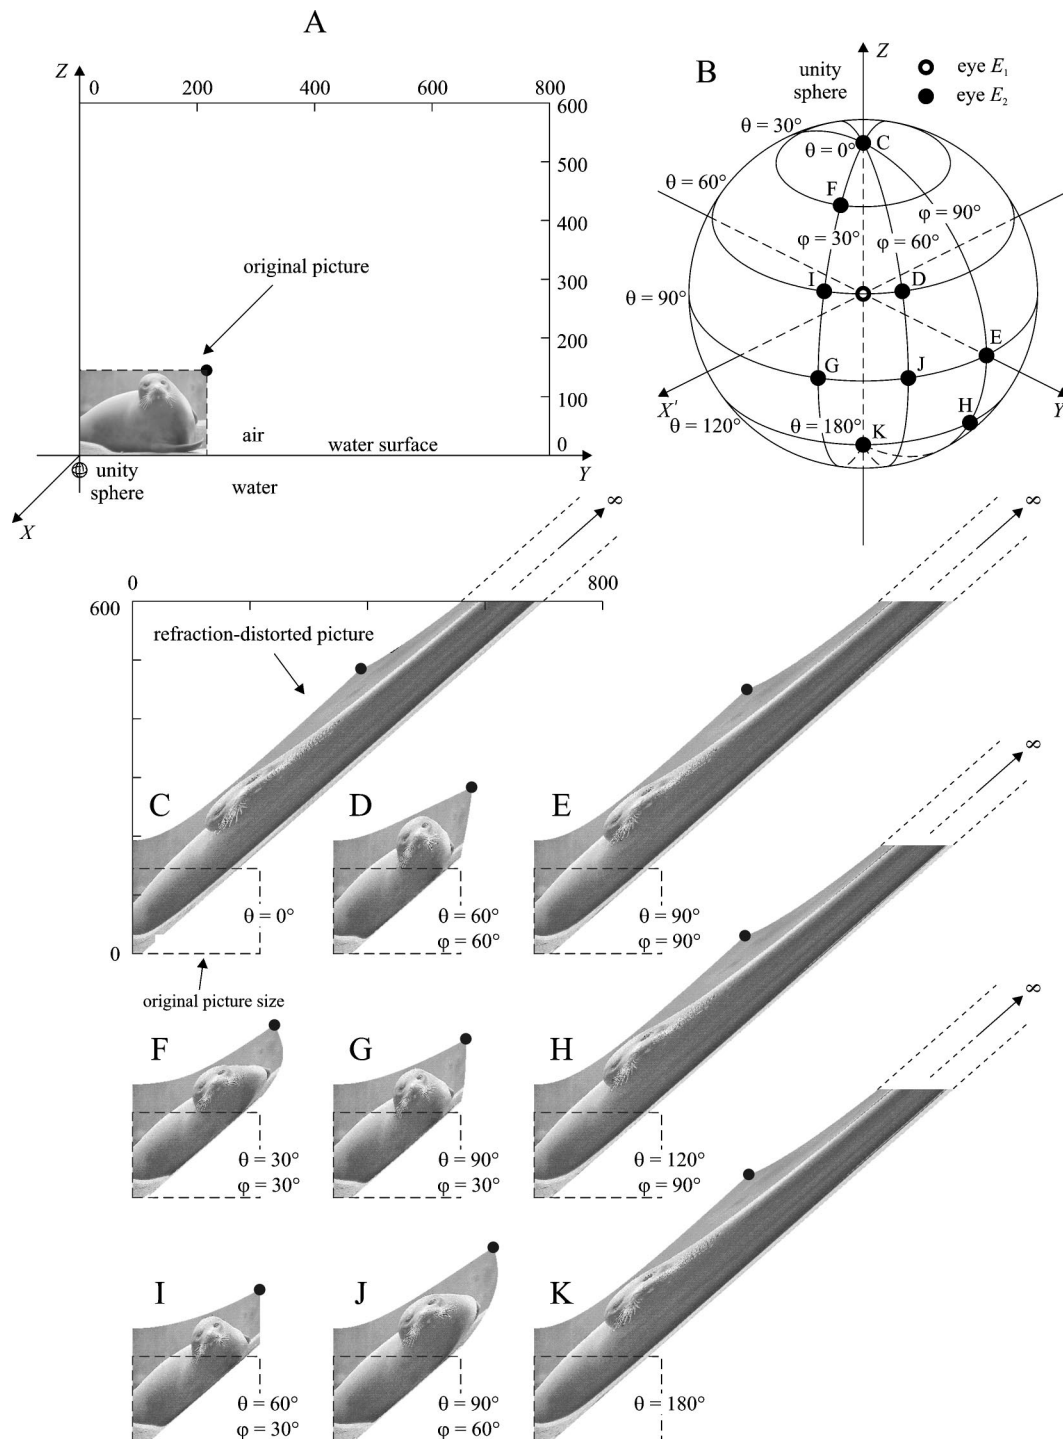 A
Z
0 200 400 600 800
600
500
400
300
200
100
0
original picture
air
water surface
water
unity
sphere
X
Y
B
Z
unity
sphere
eye E₁
eye E₂
θ = 30°
θ = 0°
C
θ = 60°
F
φ = 90°
φ = 30°
φ = 60°
I
D
θ = 90°
E
G
J
X'
Y
H
θ = 120°
θ = 180°
K
0
800
600
∞
refraction-distorted picture
C
θ = 0°
0
original picture size
D
θ = 60°
φ = 60°
E
∞
θ = 90°
φ = 90°
F
θ = 30°
φ = 30°
G
θ = 90°
φ = 30°
H
∞
θ = 120°
φ = 90°
I
θ = 60°
φ = 30°
J
θ = 90°
φ = 60°
K
∞
θ = 180°